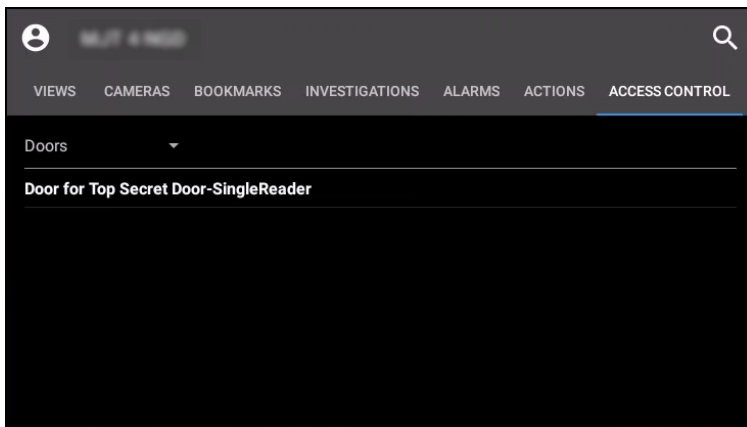 VIEWS CAMERAS BOOKMARKS INVESTIGATIONS ALARMS ACTIONS ACCESS CONTROL
Doors
Door for Top Secret Door-SingleReader